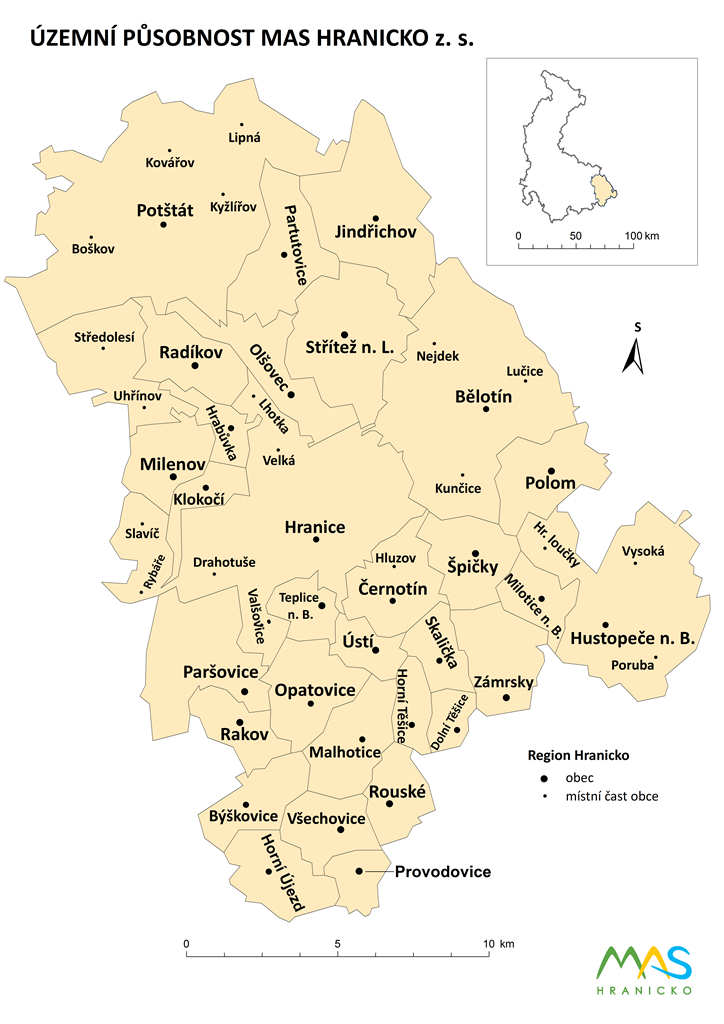 ÚZEMNÍ PŮSOBNOST MAS HRANICKO z. s.
Lipná
Kovářov
Kyžlířov
Potštát
Boškov
Partutovice
Jindřichov
0 50 100 km
S
Středolesí
Radíkov
Olšovec
Střítež n. L.
Nejdek
Lučice
Bělotín
Uhřínov
Lhotka
Hrabůvka
Velká
Milenov
Klokočí
Kunčice
Polom
Hranice
Slavíč
Rybáře
Drahotuše
Hluzov
Špičky
Hr. loučky
Vysoká
Černotín
Teplice
n. B.
Valšovice
Milotice n. B.
Hustopeče n. B.
Poruba
Ústí
Skalička
Paršovice
Opatovice
Horní Těšice
Dolní Těšice
Zámrsky
Rakov
Malhotice
Region Hranicko
obec
místní čast obce
Rouské
Býškovice
Všechovice
Horní Újezd
Provodovice
0 5 10 km
MAS
HRANICKO